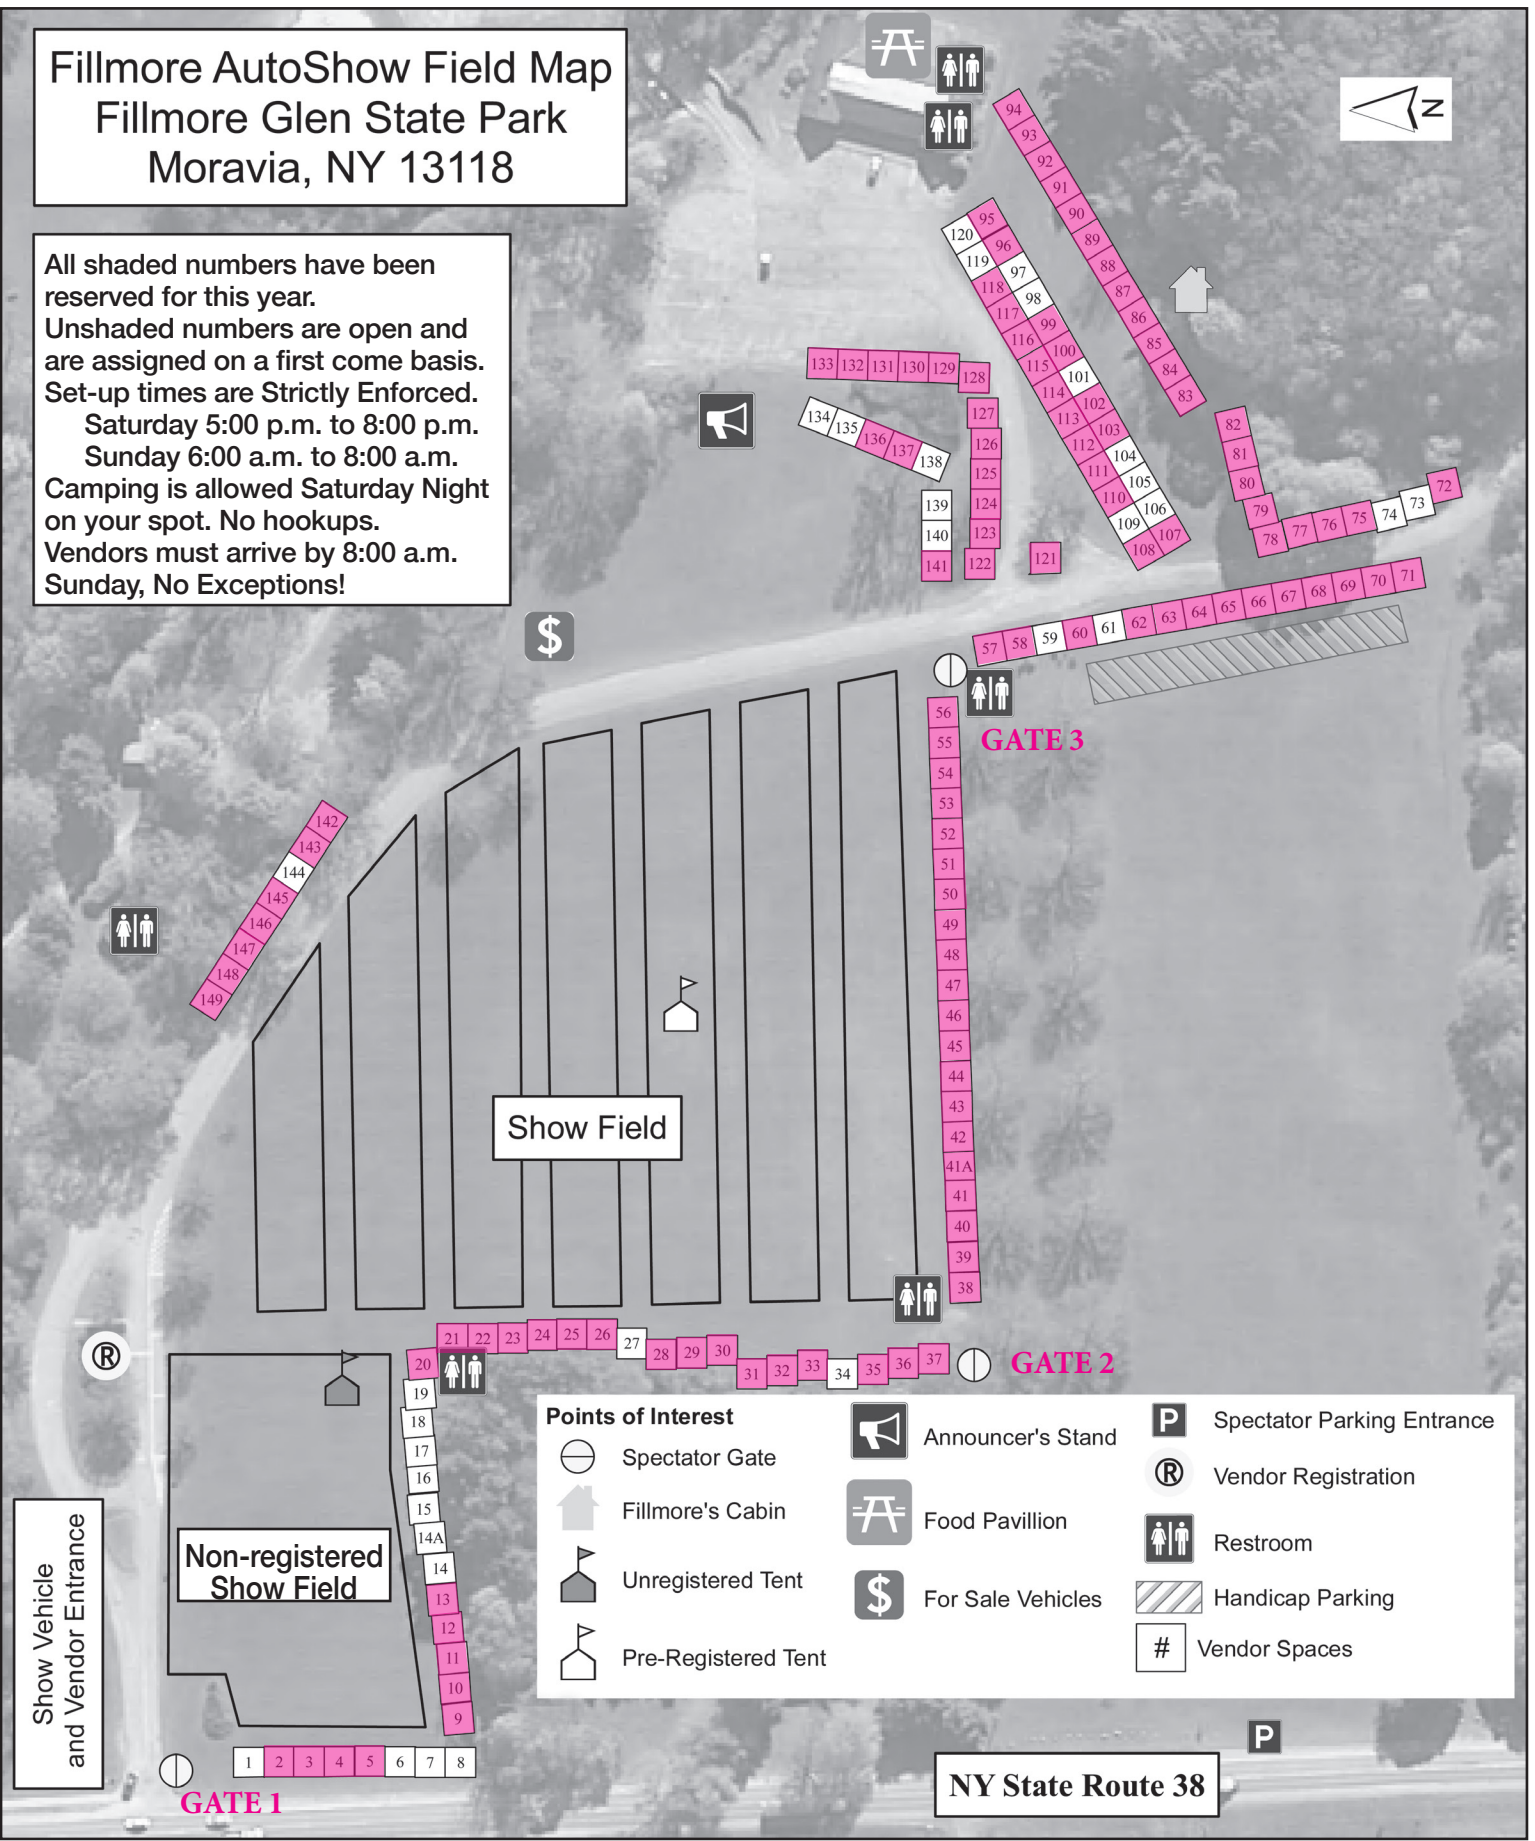 Fillmore AutoShow Field Map
Fillmore Glen State Park
Moravia, NY 13118
N
All shaded numbers have been
reserved for this year.
Unshaded numbers are open and
are assigned on a first come basis.
Set-up times are Strictly Enforced.
Saturday 5:00 p.m. to 8:00 p.m.
Sunday 6:00 a.m. to 8:00 a.m.
Camping is allowed Saturday Night
on your spot. No hookups.
Vendors must arrive by 8:00 a.m.
Sunday, No Exceptions!
94
93
92
91
90
89
88
87
86
85
84
83
82
81
80
79
78 77 76 75 74 73 72
95
96
97
98
99
100
101
102
103
104
105
106
107
120
119
118
117
116
115
114
113
112
111
110
109
108
133 132 131 130 129 128
134 135 136 137 138
127
126
125
124
123
122
139
140
141
121
$
57 58 59 60 61 62 63 64 65 66 67 68 69 70 71
GATE 3
56
55
54
53
52
51
50
49
48
47
46
45
44
43
42
41A
41
40
39
38
142
143
144
145
146
147
148
149
Show Field
®
21 22 23 24 25 26 27 28 29 30 31 32 33 34 35 36 37
GATE 2
20
19
18
17
16
15
14A
14
13
12
11
10
9
Non-registered
Show Field
Show Vehicle
and Vendor Entrance
1 2 3 4 5 6 7 8
GATE 1
Points of Interest
Spectator Gate
Fillmore's Cabin
Unregistered Tent
Pre-Registered Tent
Announcer's Stand
Food Pavillion
$ For Sale Vehicles
P Spectator Parking Entrance
® Vendor Registration
Restroom
Handicap Parking
# Vendor Spaces
P
NY State Route 38